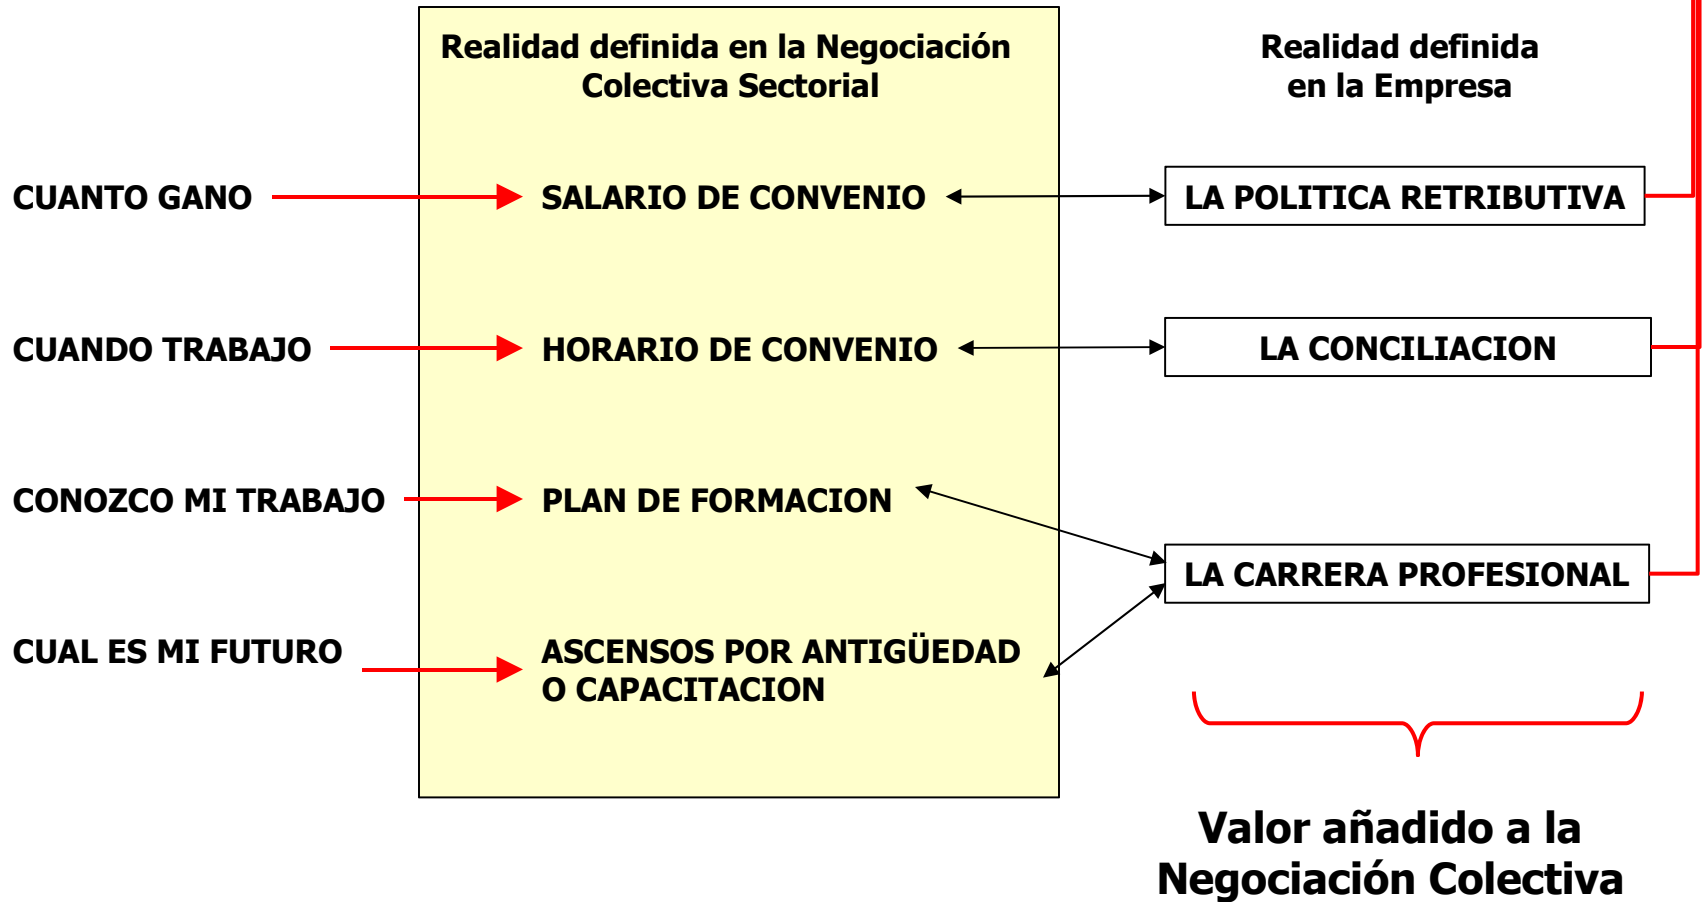 Realidad definida en la Negociación
Colectiva Sectorial
Realidad definida
en la Empresa
CUANTO GANO
SALARIO DE CONVENIO
LA POLITICA RETRIBUTIVA
CUANDO TRABAJO
HORARIO DE CONVENIO
LA CONCILIACION
CONOZCO MI TRABAJO
PLAN DE FORMACION
LA CARRERA PROFESIONAL
CUAL ES MI FUTURO
ASCENSOS POR ANTIGÜEDAD
O CAPACITACION
Valor añadido a la
Negociación Colectiva